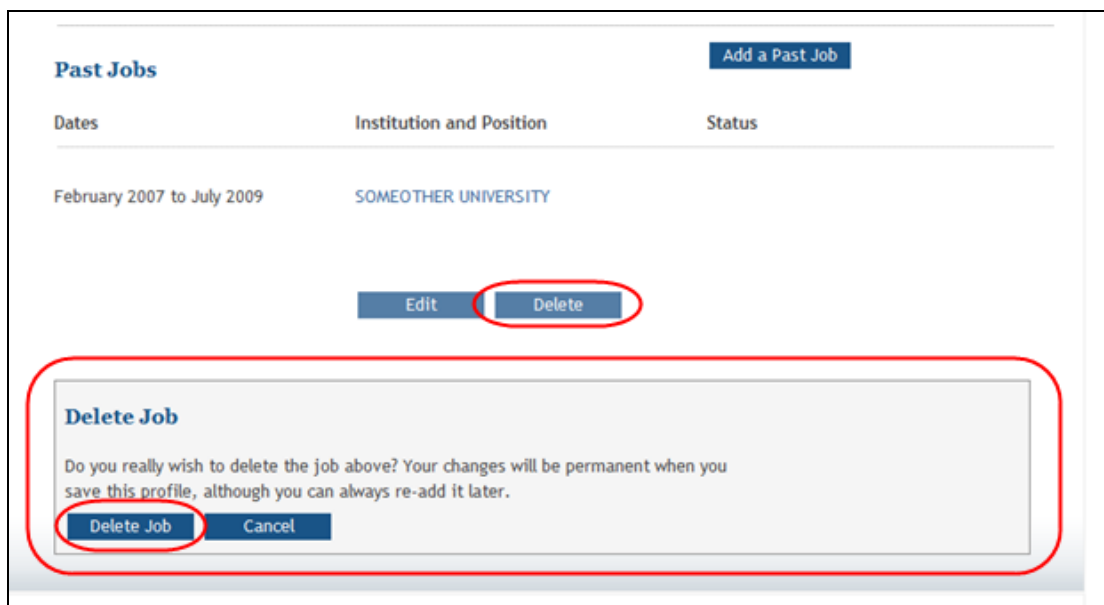 Past Jobs
Add a Past Job
Dates Institution and Position Status
February 2007 to July 2009 SOMEOTHER UNIVERSITY
Edit Delete
Delete Job
Do you really wish to delete the job above? Your changes will be permanent when you
save this profile, although you can always re-add it later.
Delete Job Cancel